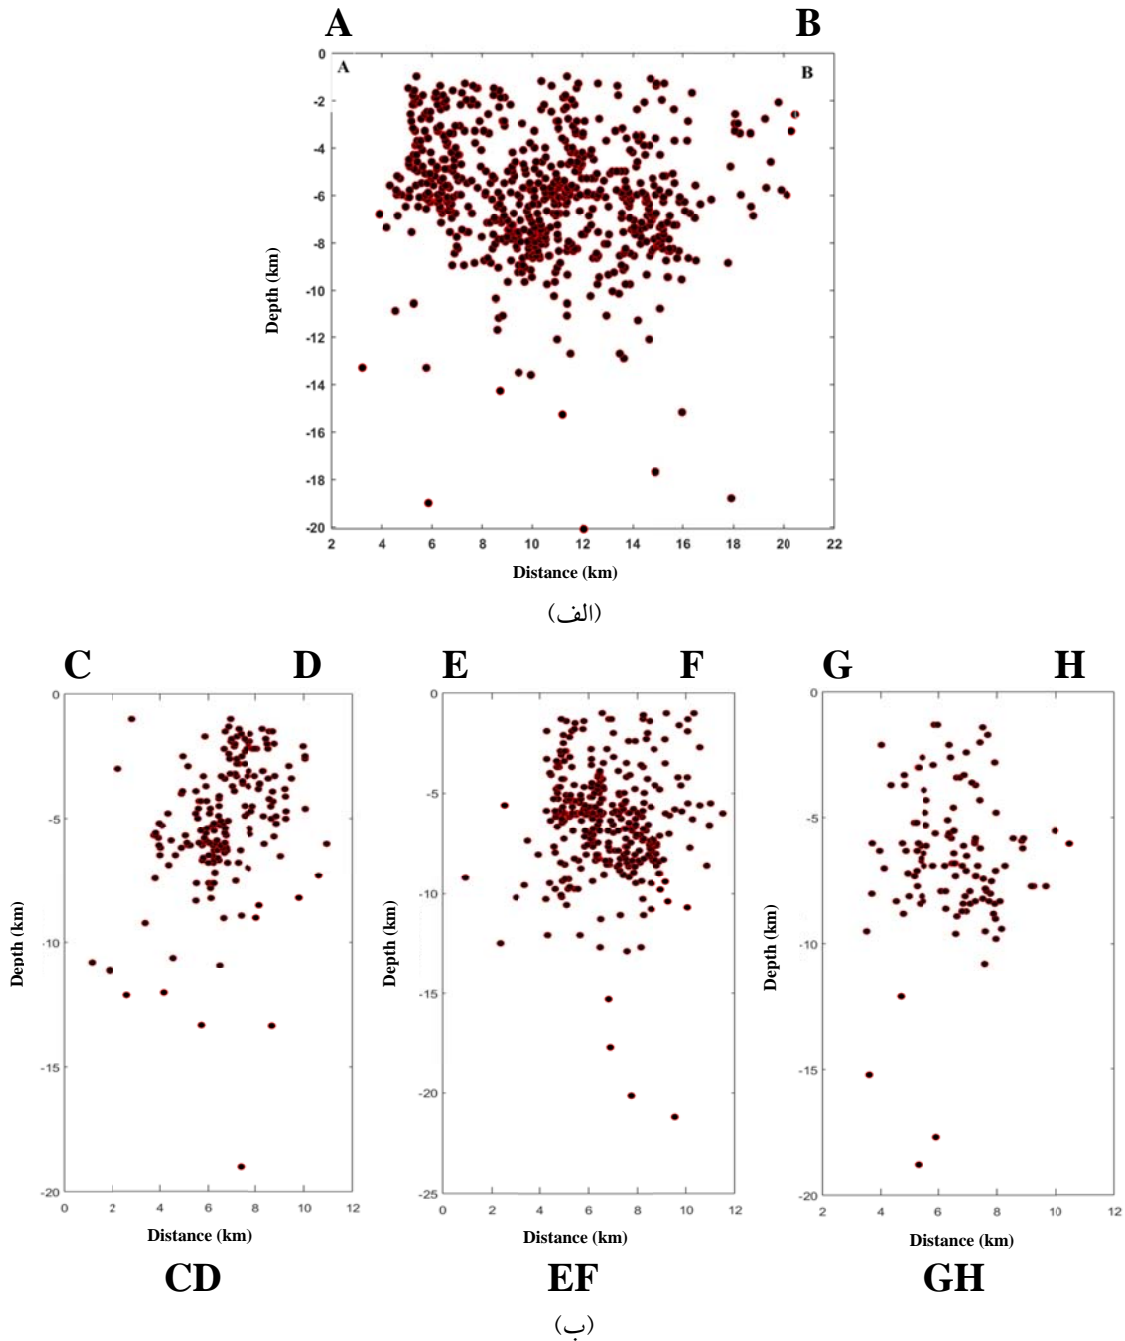 A B
0
A B
-2
-4
-6
-8
-10
-12
-14
-16
-18
-20
2 4 6 8 10 12 14 16 18 20 22
Depth (km)
Distance (km)
(الف)
C D
0
-5
-10
-15
-20
0 2 4 6 8 10 12
Depth (km)
Distance (km)
CD
E F
0
-5
-10
-15
-20
-25
0 2 4 6 8 10 12
Depth (km)
Distance (km)
EF
G H
0
-5
-10
-15
-20
2 4 6 8 10 12
Depth (km)
Distance (km)
GH
(ب)